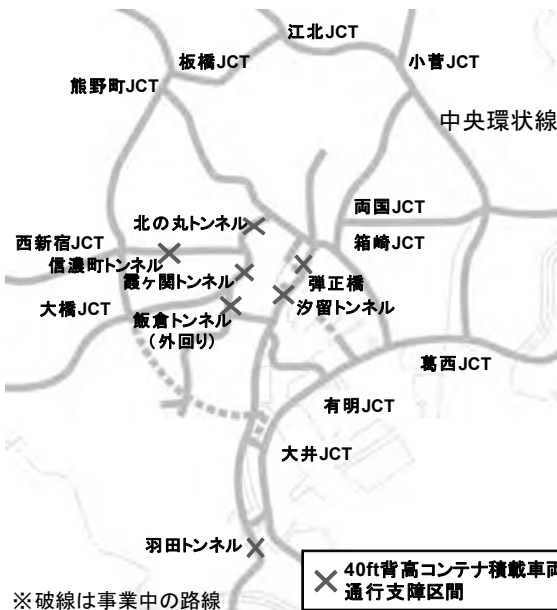 江北JCT
板橋JCT
小菅JCT
熊野町JCT
中央環状線
両国JCT
北の丸トンネル
西新宿JCT
箱崎JCT
信濃町トンネル
霞ヶ関トンネル
弾正橋
大橋JCT
汐留トンネル
飯倉トンネル
(外回り)
葛西JCT
有明JCT
大井JCT
羽田トンネル
40ft背高コンテナ積載車両
通行支障区間
※破線は事業中の路線